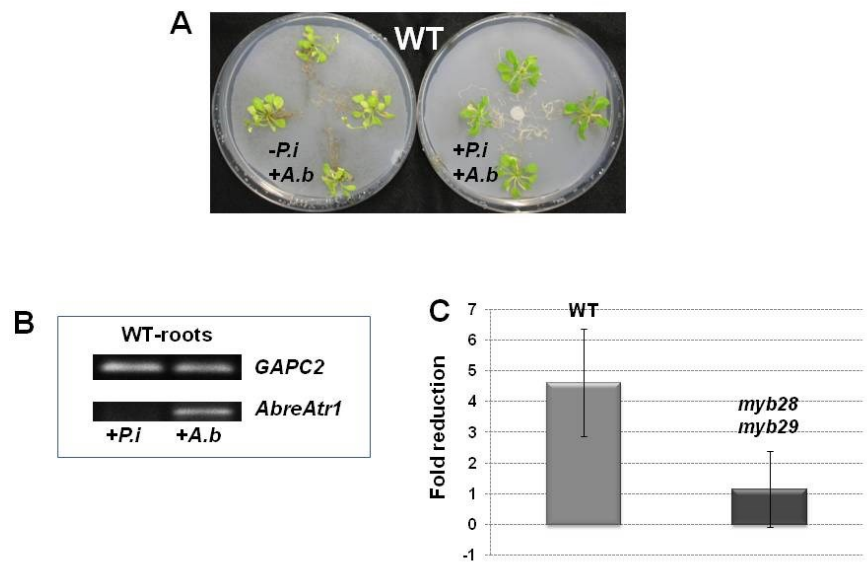 A
WT
-P.i
+A.b
+P.i
+A.b
B
WT-roots
GAPC2
AbreAtr1
+P.i +A.b
C
Fold reduction
7
6
5
4
3
2
1
0
-1
WT
myb28
myb29